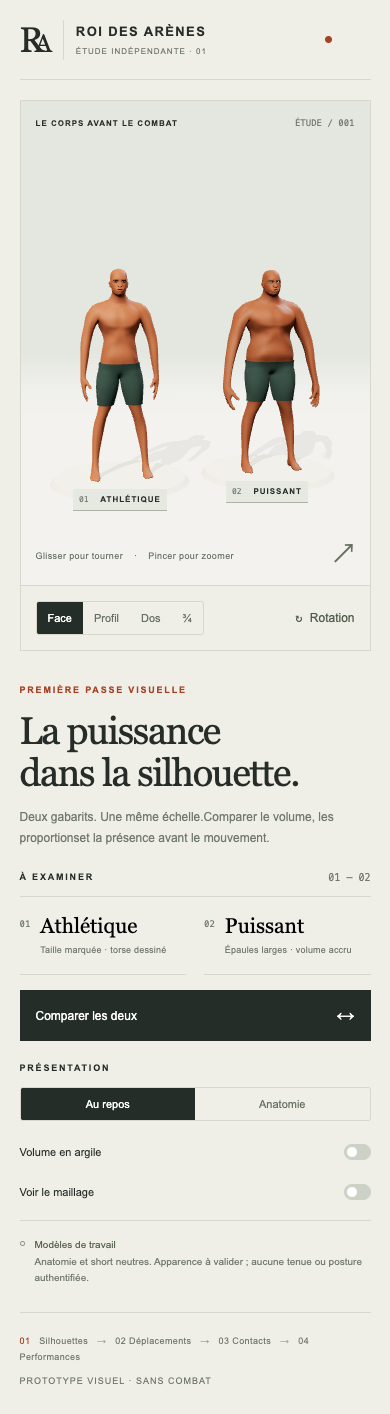 RA
ROI DES ARÈNES
ÉTUDE INDÉPENDANTE · 01
LE CORPS AVANT LE COMBAT
ÉTUDE / 001
01 ATHLÉTIQUE
02 PUISSANT
Glisser pour tourner · Pincer pour zoomer
Face Profil Dos ¾
↻ Rotation
PREMIÈRE PASSE VISUELLE
La puissance
dans la silhouette.
Deux gabarits. Une même échelle.Comparer le volume, les
proportionset la présence avant le mouvement.
À EXAMINER
01 — 02
01 Athlétique
Taille marquée · torse dessiné
02 Puissant
Épaules larges · volume accru
Comparer les deux ↔
PRÉSENTATION
Au repos
Anatomie
Volume en argile
Voir le maillage
Modèles de travail
Anatomie et short neutres. Apparence à valider ; aucune tenue ou posture
authentifiée.
01 Silhouettes → 02 Déplacements → 03 Contacts → 04
Performances
PROTOTYPE VISUEL · SANS COMBAT